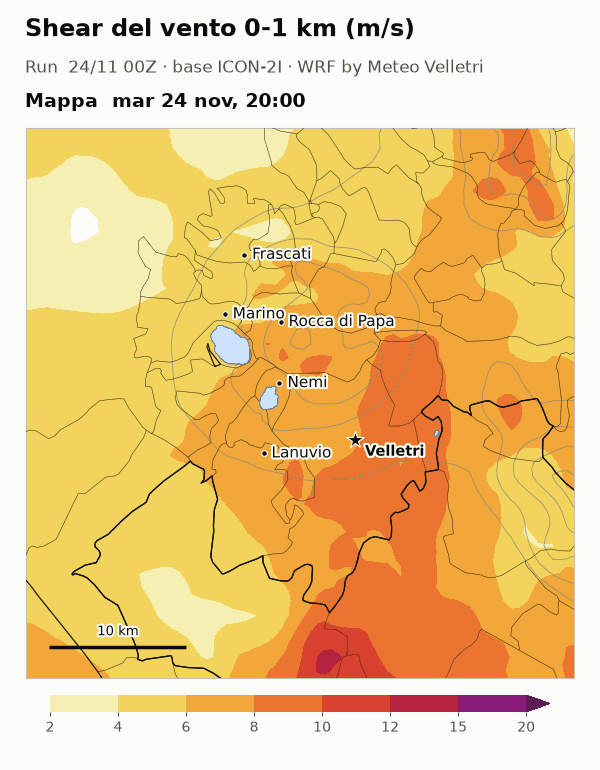 Shear del vento 0-1 km (m/s)
Run  24/11 00Z · base ICON-2I · WRF by Meteo Velletri
Mappa  mar 24 nov, 20:00
Frascati
Marino
Rocca di Papa
Nemi
Lanuvio
Velletri
10 km
2 4 6 8 10 12 15 20